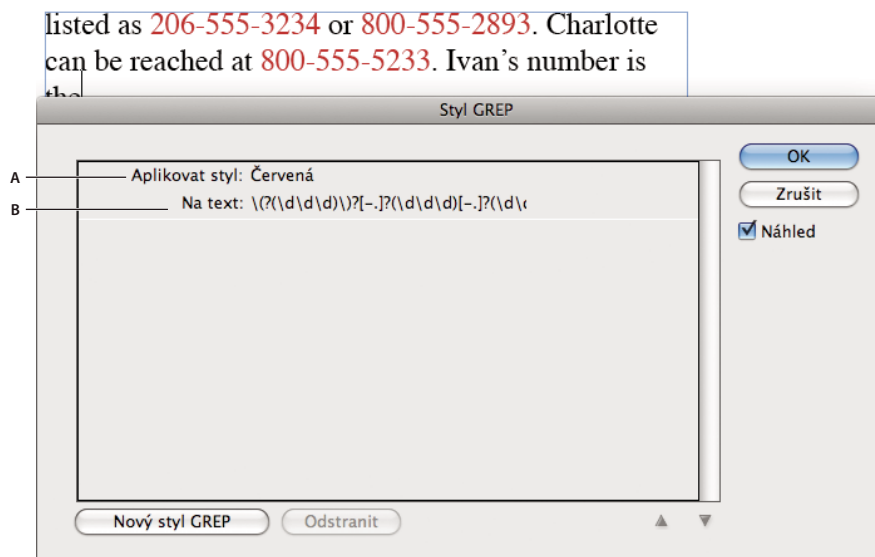 listed as 206-555-3234 or 800-555-2893. Charlotte
can be reached at 800-555-5233. Ivan’s number is
the
Styl GREP
A
Aplikovat styl: Červená
B
Na text: \(?(\d\d\d)\)?[-.]?(\d\d\d)[-.]?(\d\
OK
Zrušit
Náhled
Nový styl GREP
Odstranit